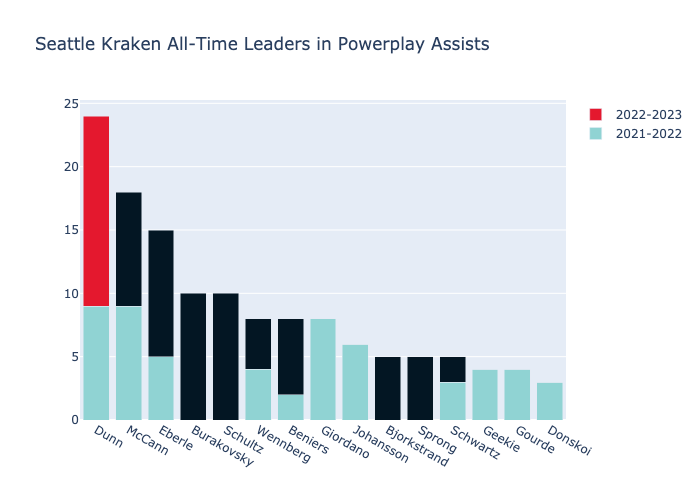 Seattle Kraken All-Time Leaders in Powerplay Assists
2022-2023
2021-2022
25
20
15
10
5
0
Dunn
McCann
Eberle
Burakovsky
Schultz
Wennberg
Beniers
Giordano
Johansson
Bjorkstrand
Sprong
Schwartz
Geekie
Gourde
Donskoi